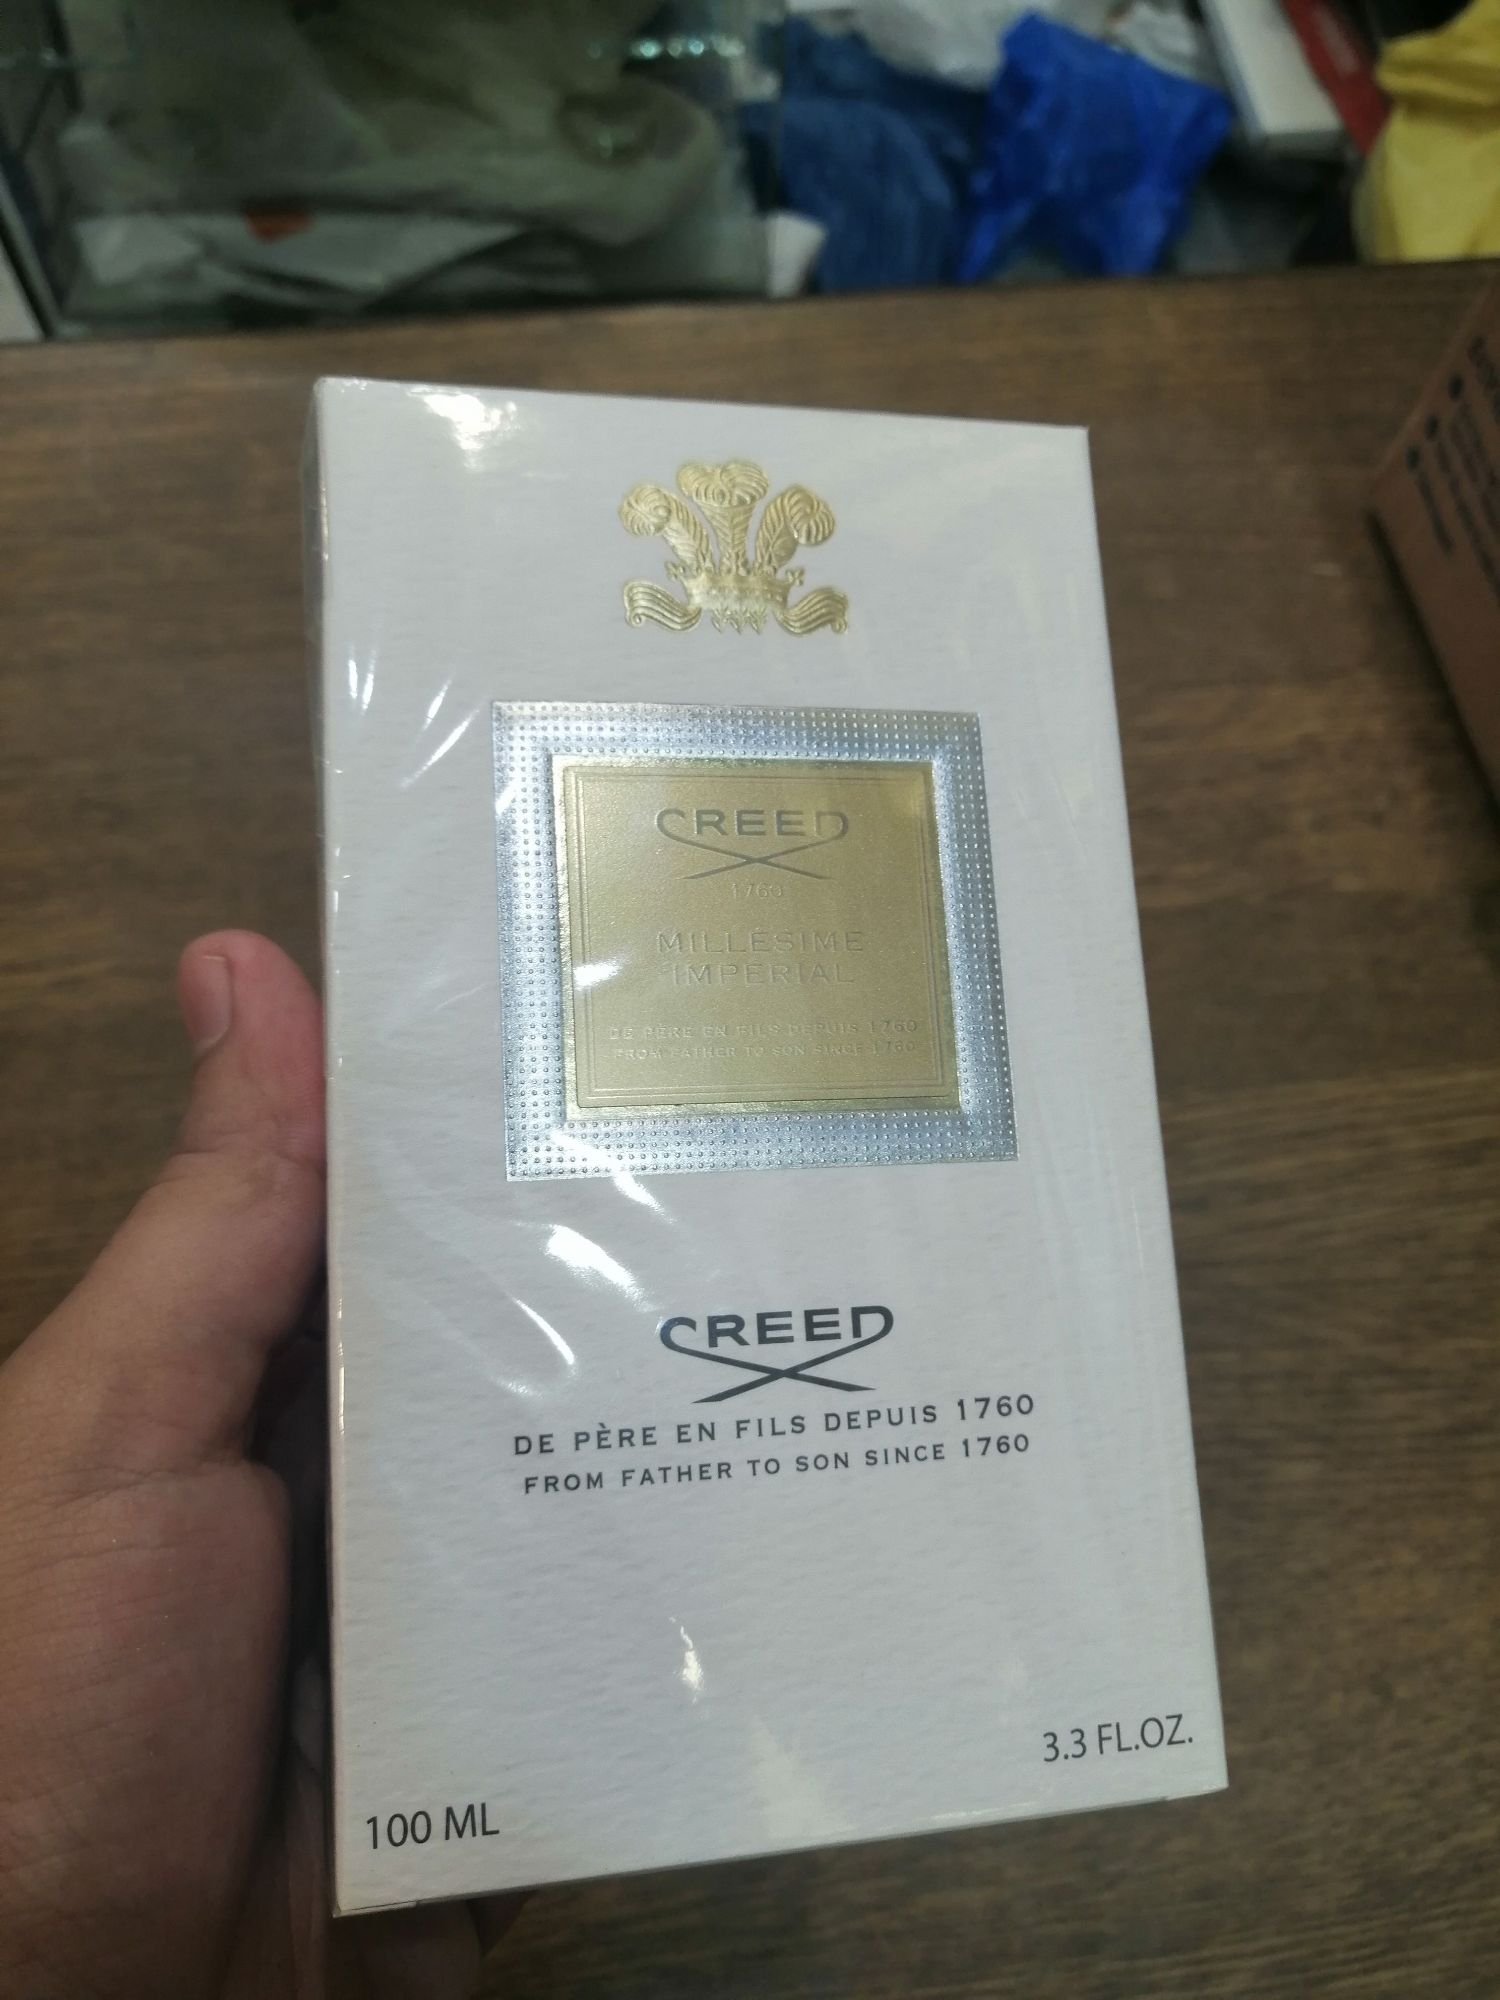 CREED
1760
MILLESIME
IMPERIAL
DE PÈRE EN FILS DEPUIS 1760
FROM FATHER TO SON SINCE 1760
CREED
DE PÈRE EN FILS DEPUIS 1760
FROM FATHER TO SON SINCE 1760
3.3 FL.OZ.
100 ML